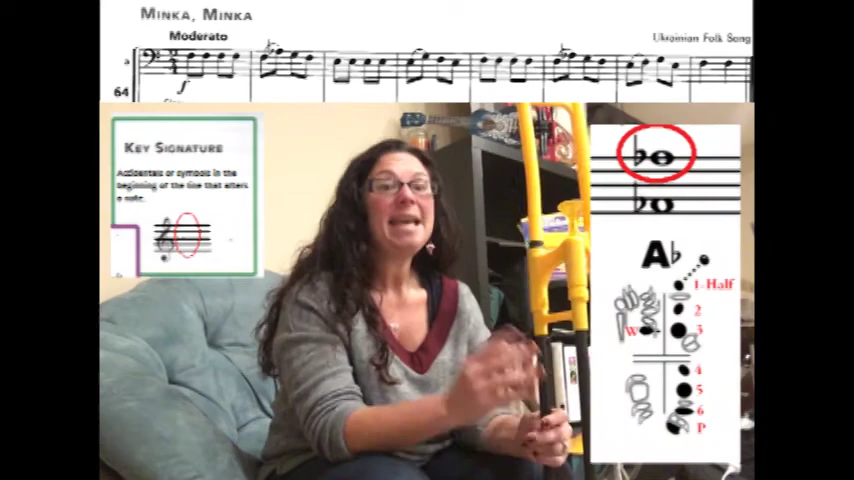 MINKA, MINKA
Moderato
Ukrainian Folk Song
a
64
f
KEY SIGNATURE
Accidentals or symbols in the
beginning of the line that alters
a note.
A♭
1-Half
2
W 3
4
5
6
P